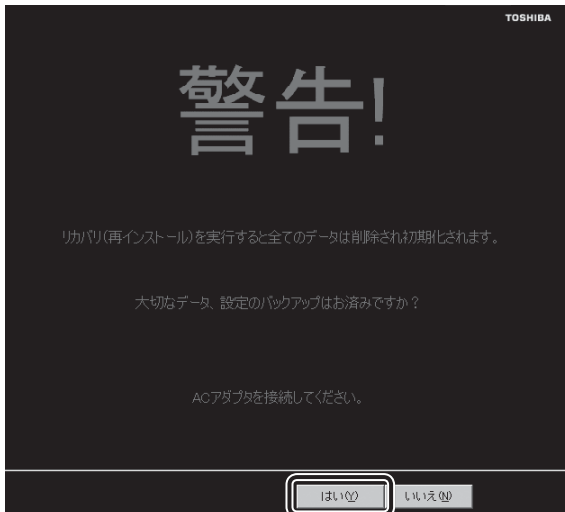 TOSHIBA
警告!
リカバリ(再インストール)を実行すると全てのデータは削除され初期化されます。
大切なデータ、設定のバックアップはお済みですか？
ACアダプタを接続してください。
はい(Y) いいえ(N)